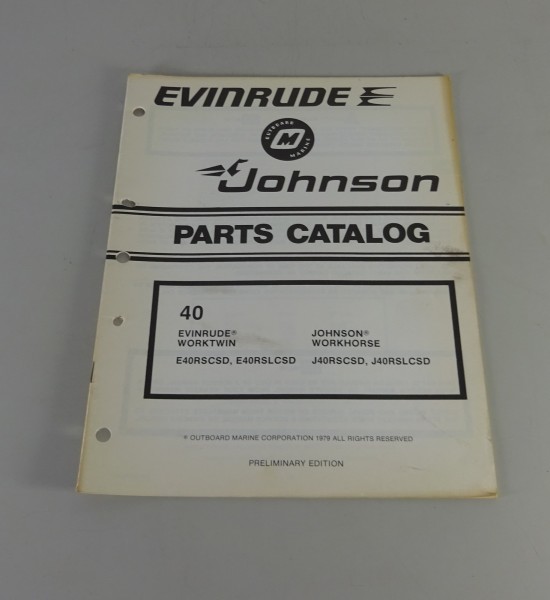 EVINRUDE
OUTBOARD
M
MARINE
Johnson
PARTS CATALOG
40
EVINRUDE® JOHNSON®
WORKTWIN WORKHORSE
E40RSCSD, E40RSLCSD J40RSCSD, J40RSLCSD
® OUTBOARD MARINE CORPORATION 1979 ALL RIGHTS RESERVED
PRELIMINARY EDITION